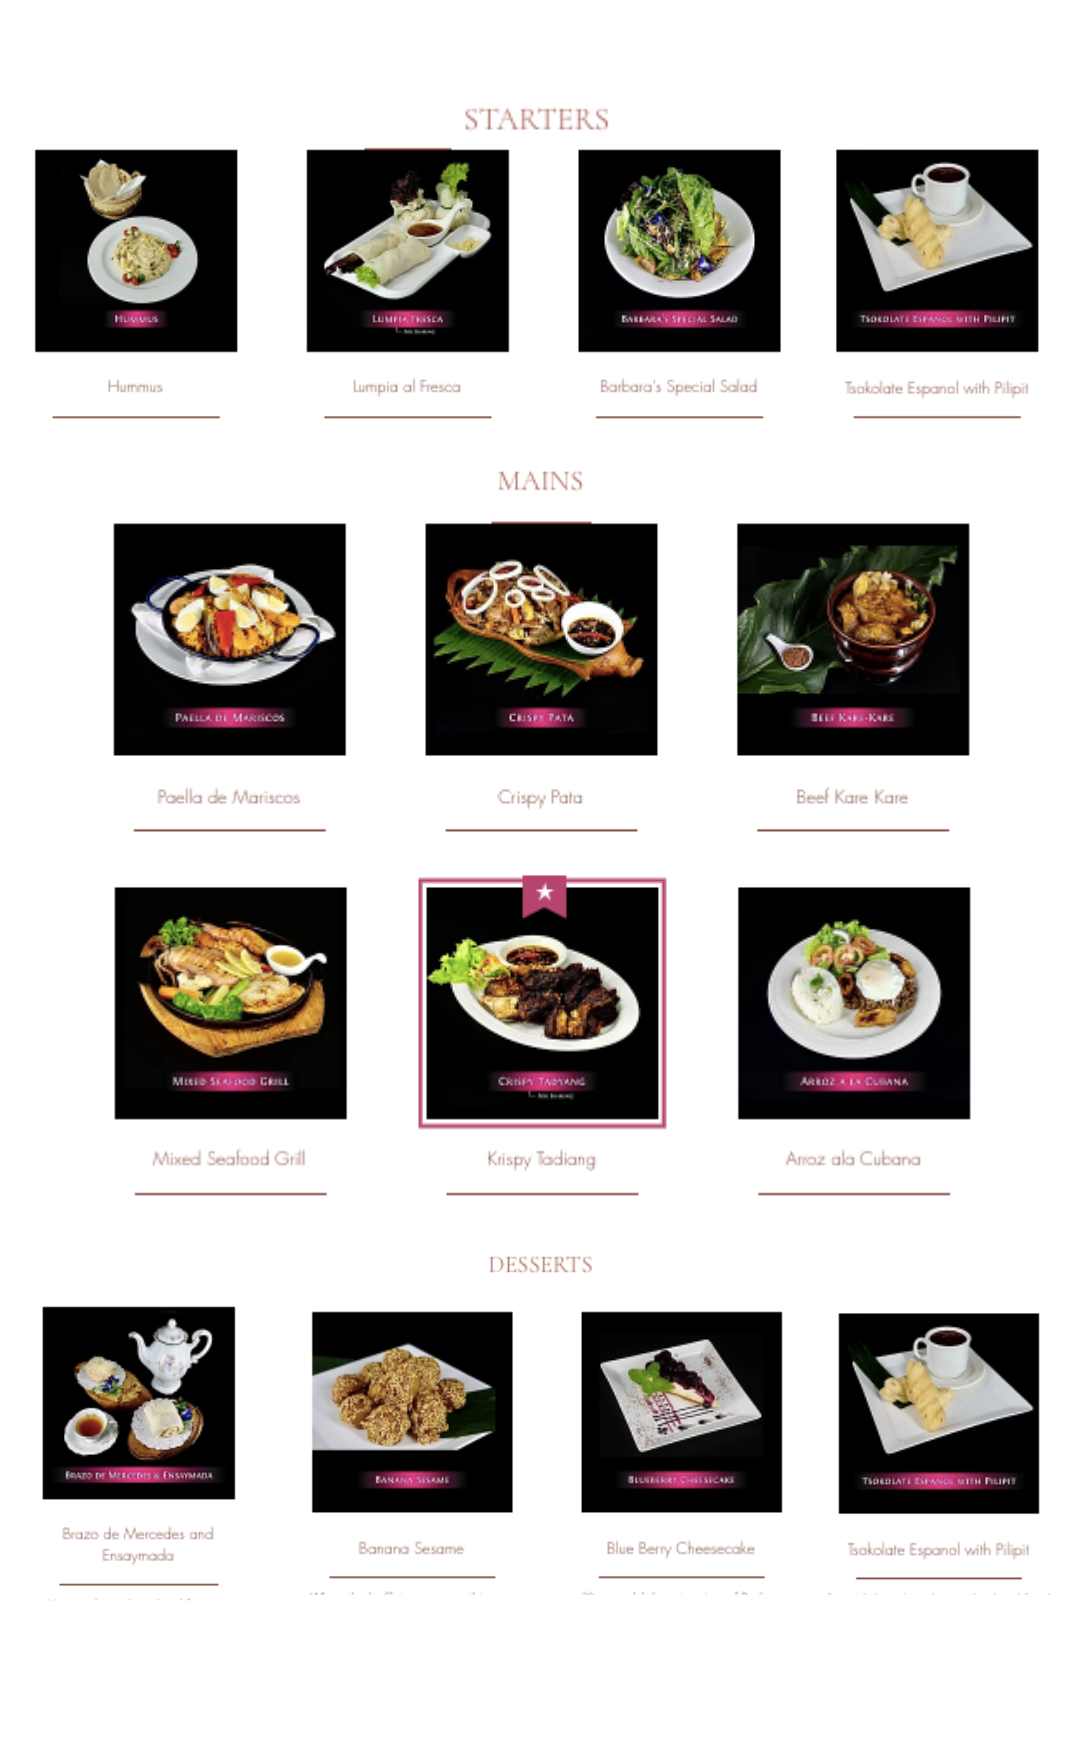 STARTERS
HUMMUS
LUMPIA FRESCA
BARBARA'S SPECIAL SALAD
TSOKOLATE ESPANOL WITH PILIPIT
Hummus
Lumpia al Fresca
Barbara's Special Salad
Tsokolate Espanol with Pilipit
MAINS
PAELLA DE MARISCOS
CRISPY PATA
BEEF KARE-KARE
Paella de Mariscos
Crispy Pata
Beef Kare Kare
MIXED SEAFOOD GRILL
CRISPY TADYANG
ARROZ A LA CUBANA
Mixed Seafood Grill
Krispy Tadiang
Arroz ala Cubana
DESSERTS
BRAZO DE MERCEDES & ENSAYMADA
BANANA SESAME
BLUEBERRY CHEESECAKE
TSOKOLATE ESPANOL WITH PILIPIT
Brazo de Mercedes and
Ensaymada
Banana Sesame
Blue Berry Cheesecake
Tsokolate Espanol with Pilipit